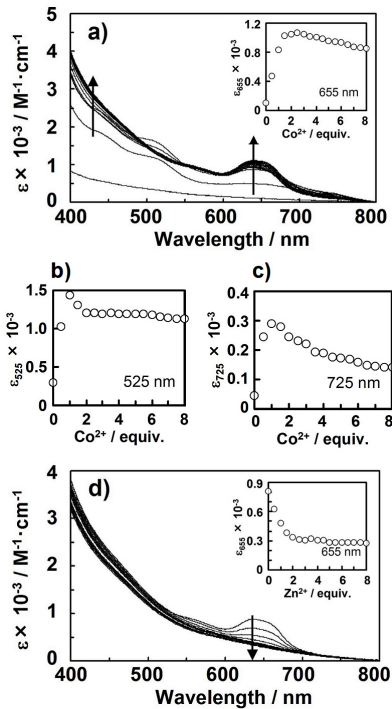 a)
ε × 10⁻³ / M⁻¹·cm⁻¹
5
4
3
2
1
0
400 500 600 700 800
Wavelength / nm
ε₆₅₅ × 10⁻³
1.2
0.8
0.4
0
0 2 4 6 8
655 nm
Co²⁺ / equiv.
b)
ε₅₂₅ × 10⁻³
1.5
1.0
0.5
0
0 2 4 6 8
525 nm
Co²⁺ / equiv.
c)
ε₇₂₅ × 10⁻³
0.4
0.3
0.2
0.1
0
0 2 4 6 8
725 nm
Co²⁺ / equiv.
d)
ε × 10⁻³ / M⁻¹·cm⁻¹
4
3
2
1
0
400 500 600 700 800
Wavelength / nm
ε₆₅₅ × 10⁻³
0.9
0.6
0.3
0
0 2 4 6 8
655 nm
Zn²⁺ / equiv.